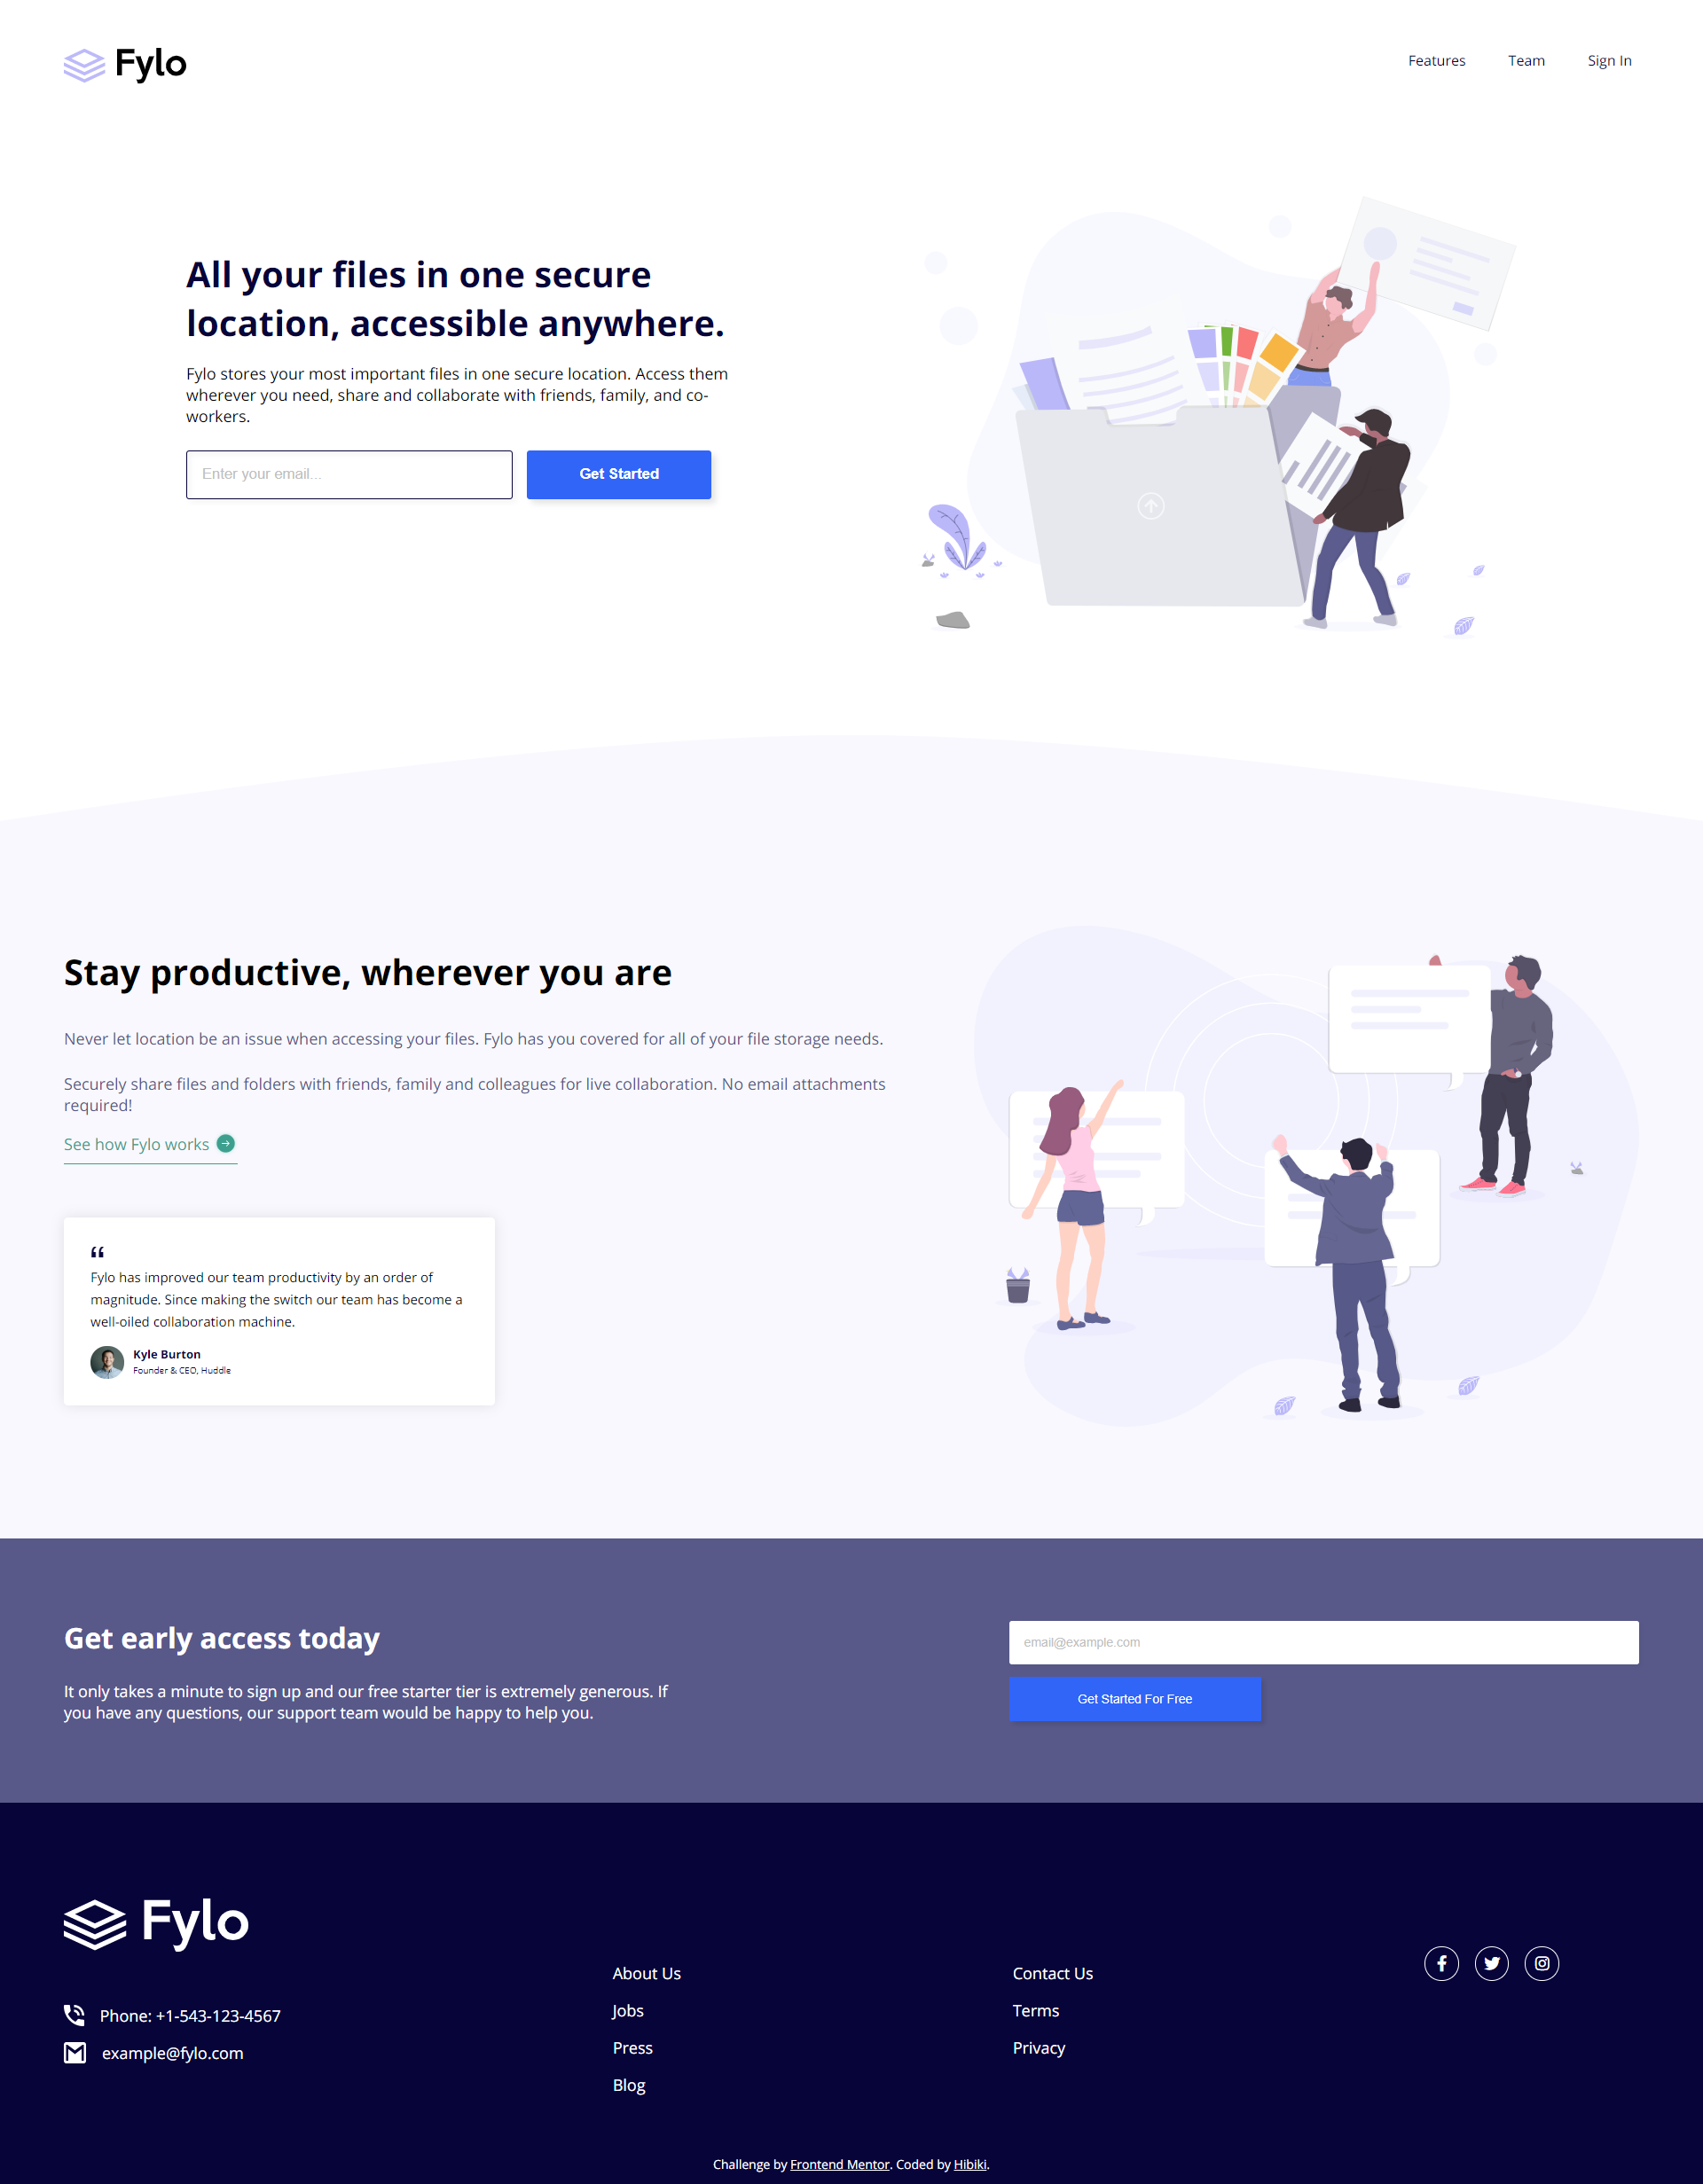 Fylo
Features
Team
Sign In
All your files in one secure
location, accessible anywhere.
Fylo stores your most important files in one secure location. Access them
wherever you need, share and collaborate with friends, family, and co-
workers.
Enter your email...
Get Started
Stay productive, wherever you are
Never let location be an issue when accessing your files. Fylo has you covered for all of your file storage needs.
Securely share files and folders with friends, family and colleagues for live collaboration. No email attachments
required!
See how Fylo works
“
Fylo has improved our team productivity by an order of
magnitude. Since making the switch our team has become a
well-oiled collaboration machine.
Kyle Burton
Founder & CEO, Huddle
Get early access today
It only takes a minute to sign up and our free starter tier is extremely generous. If
you have any questions, our support team would be happy to help you.
email@example.com
Get Started For Free
Fylo
Phone: +1-543-123-4567
example@fylo.com
About Us
Jobs
Press
Blog
Contact Us
Terms
Privacy
Challenge by Frontend Mentor. Coded by Hibiki.